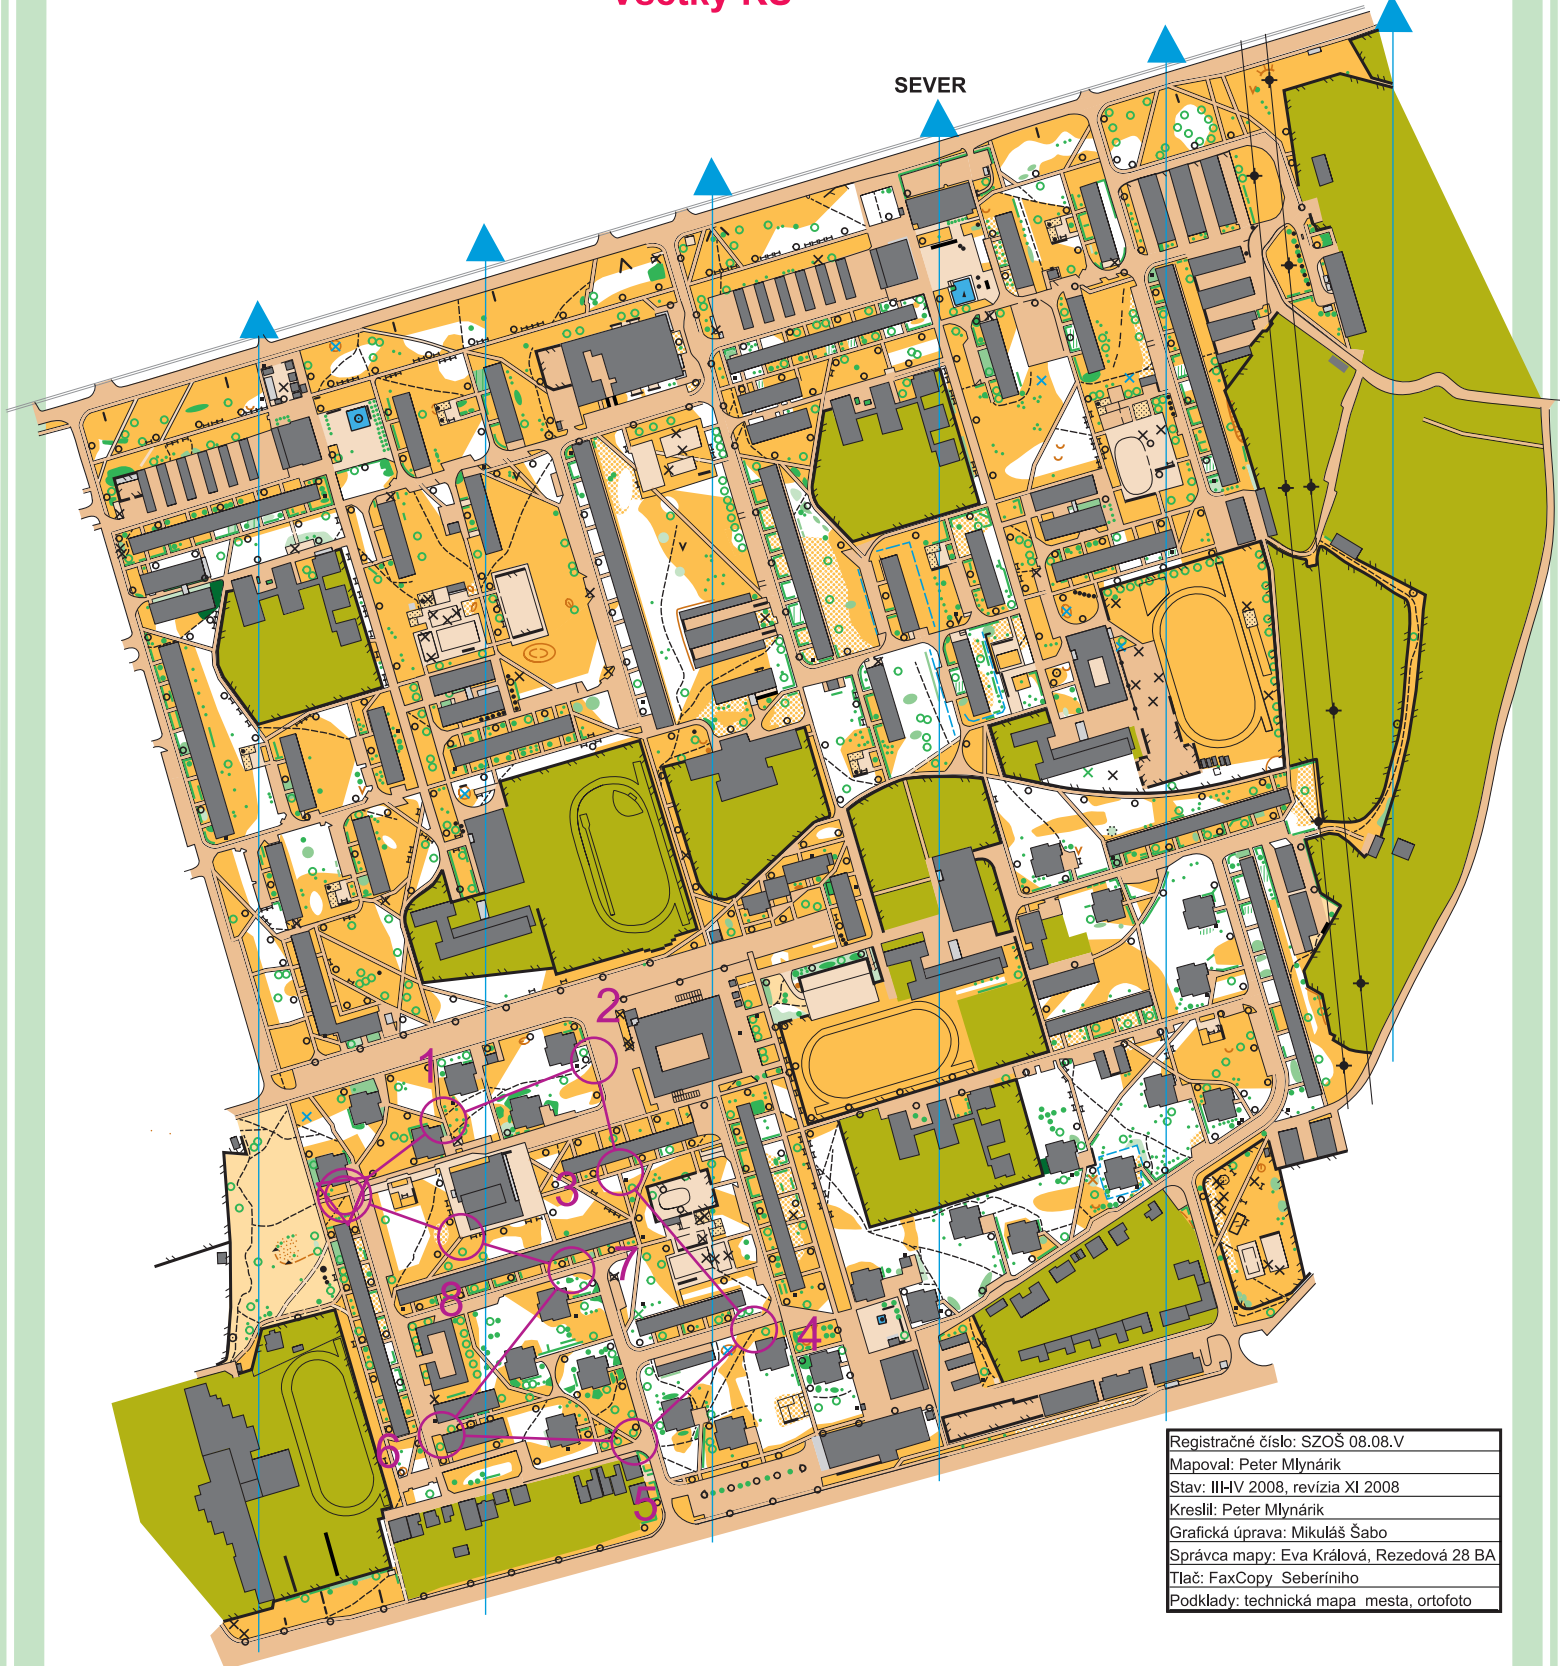 Všetky KS
SEVER
2
1
3
7
8
4
6
5
Registračné číslo: SZOŠ 08.08.V
Mapoval: Peter Mlynárik
Stav: III-IV 2008, revízia XI 2008
Kreslil: Peter Mlynárik
Grafická úprava: Mikuláš Šabo
Správca mapy: Eva Králová, Rezedová 28 BA
Tlač: FaxCopy Seberíniho
Podklady: technická mapa mesta, ortofoto